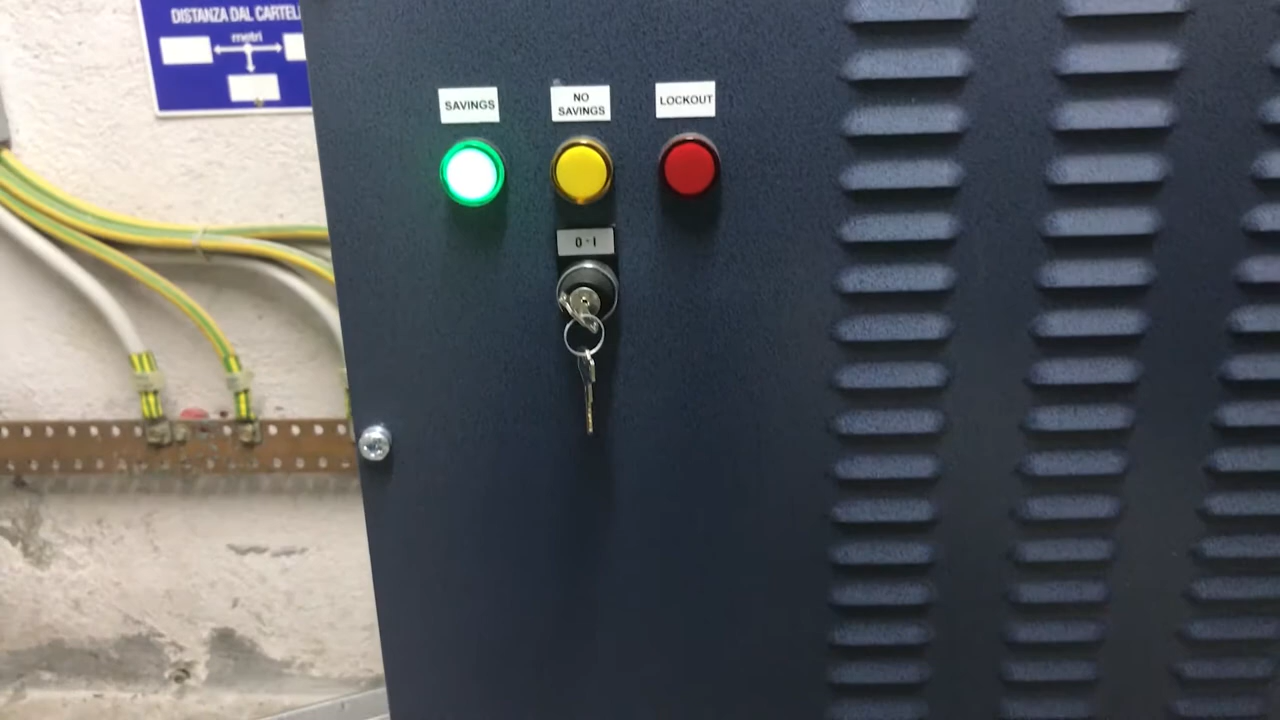 DISTANZA DAL CARTELL
metri
SAVINGS
NO
SAVINGS
LOCKOUT
0 - I